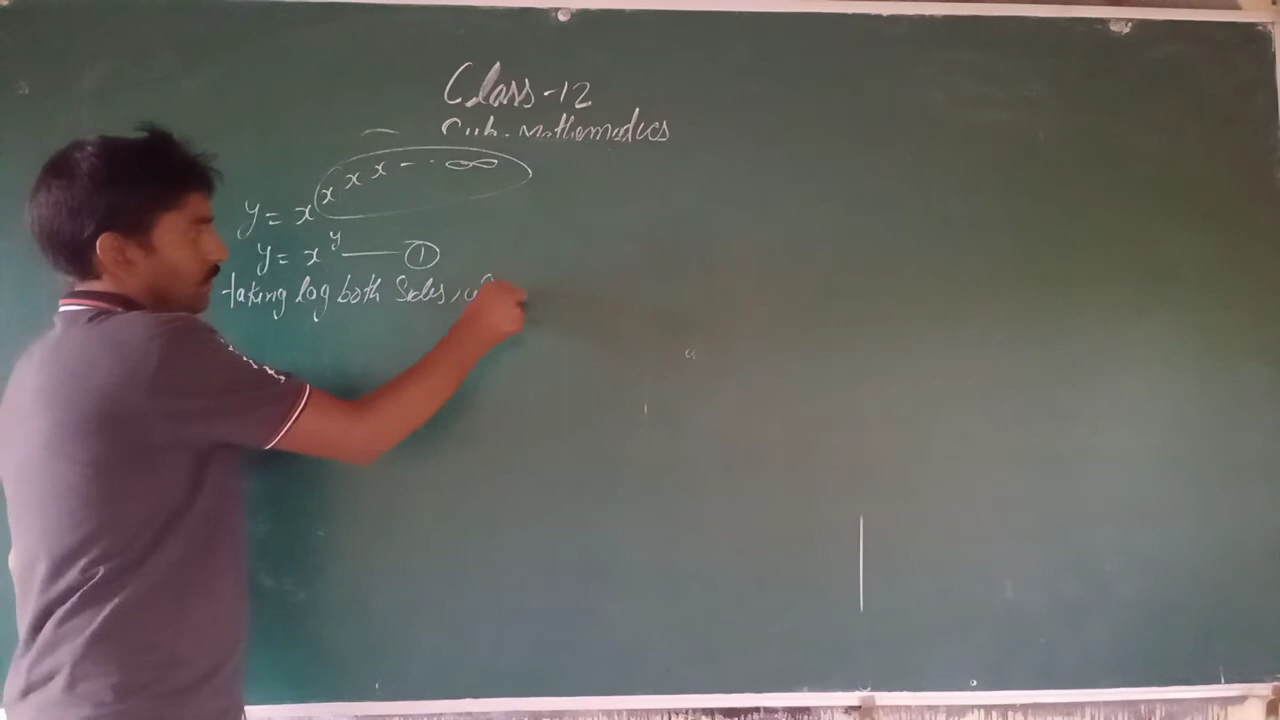 Class-12
Sub. Mathematics
y = x^x^x^x-..∞
y = x^y —— ①
taking log both Sides,